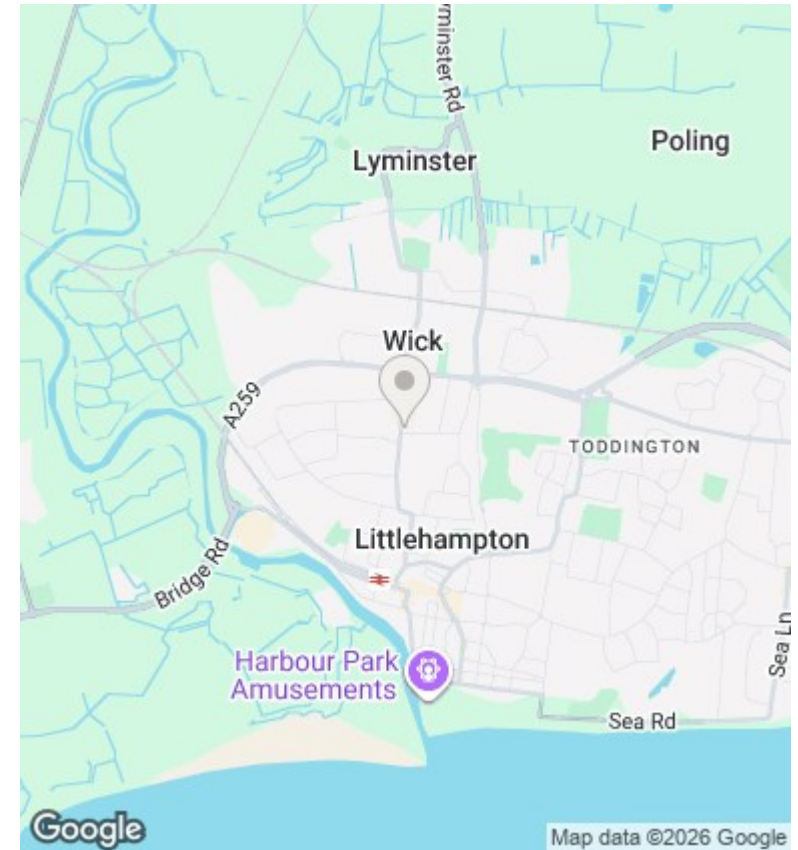 yminster Rd
Poling
Lyminster
Wick
A259
TODDINGTON
Littlehampton
Bridge Rd
Sea Ln
Harbour Park
Amusements
Sea Rd
Google
Map data ©2026 Google